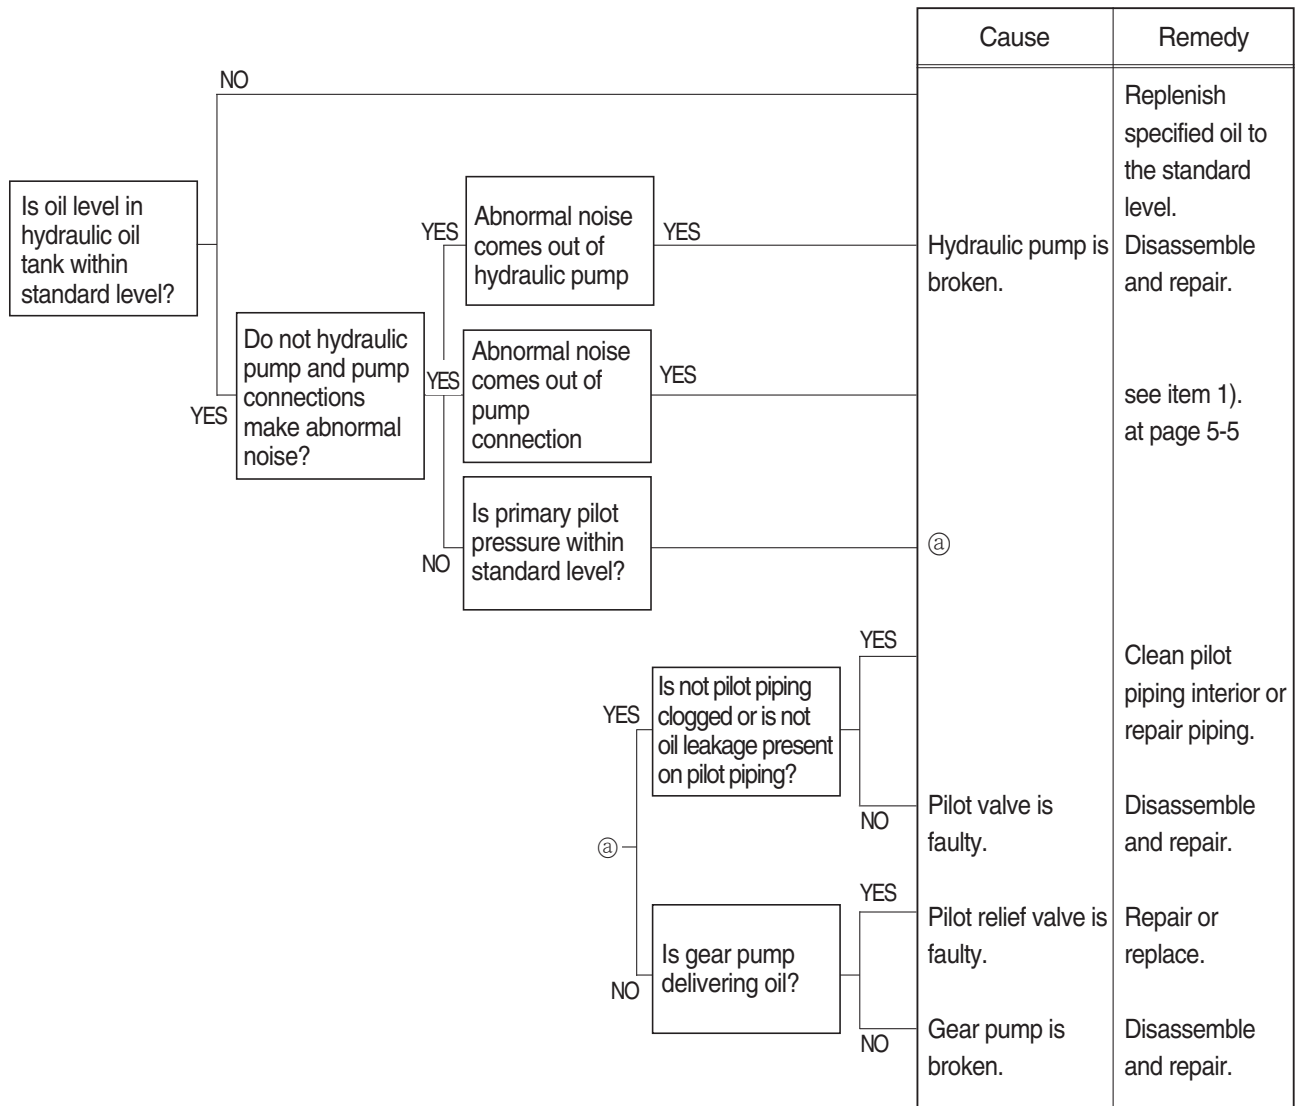 Cause
Remedy
NO
Replenish
specified oil to
the standard
level.
Is oil level in
hydraulic oil
tank within
standard level?
YES
Abnormal noise
comes out of
hydraulic pump
YES
Hydraulic pump is
broken.
Disassemble
and repair.
YES
Do not hydraulic
pump and pump
connections
make abnormal
noise?
YES
Abnormal noise
comes out of
pump
connection
YES
see item 1).
at page 5-5
NO
Is primary pilot
pressure within
standard level?
ⓐ
ⓐ
YES
Is not pilot piping
clogged or is not
oil leakage present
on pilot piping?
YES
Clean pilot
piping interior or
repair piping.
NO
Pilot valve is
faulty.
Disassemble
and repair.
NO
Is gear pump
delivering oil?
YES
Pilot relief valve is
faulty.
Repair or
replace.
NO
Gear pump is
broken.
Disassemble
and repair.